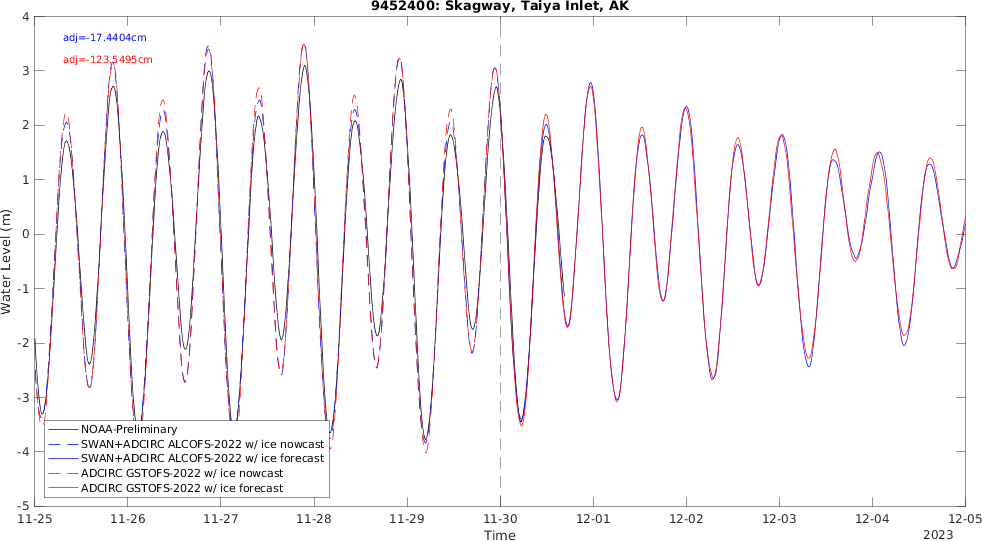 9452400: Skagway, Taiya Inlet, AK
adj=-17.4404cm
adj=-123.5495cm
Water Level (m)
4
3
2
1
0
-1
-2
-3
-4
-5
NOAA-Preliminary
SWAN+ADCIRC ALCOFS-2022 w/ ice nowcast
SWAN+ADCIRC ALCOFS-2022 w/ ice forecast
ADCIRC GSTOFS-2022 w/ ice nowcast
ADCIRC GSTOFS-2022 w/ ice forecast
11-25 11-26 11-27 11-28 11-29 11-30 12-01 12-02 12-03 12-04 12-05
Time
2023